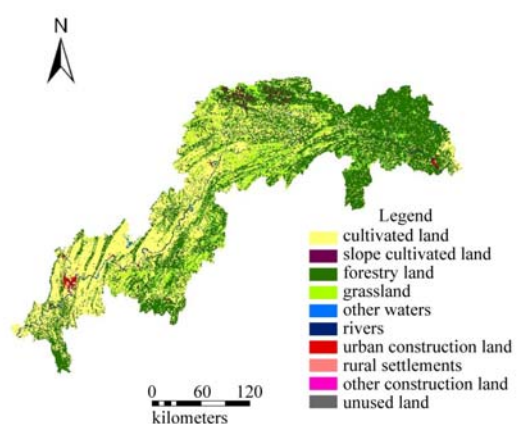 N
Legend
cultivated land
slope cultivated land
forestry land
grassland
other waters
rivers
urban construction land
rural settlements
other construction land
unused land
0 60 120
kilometers